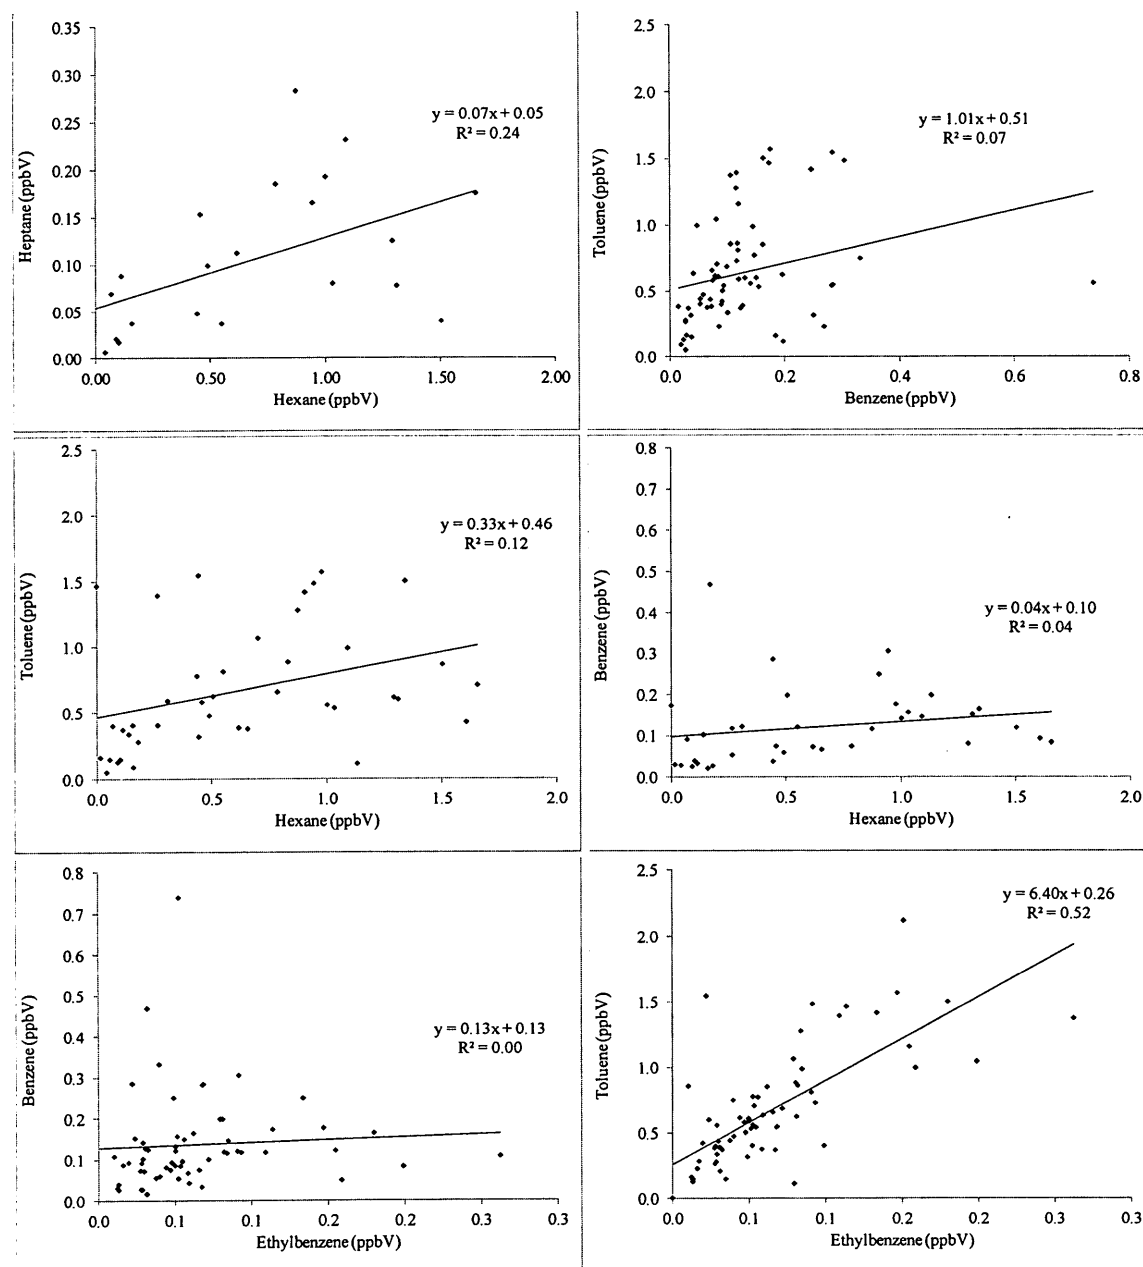 0.35
0.30
0.25
0.20
0.15
0.10
0.05
0.00
Heptane (ppbV)
y = 0.07x + 0.05
R² = 0.24
0.00 0.50 1.00 1.50 2.00
Hexane (ppbV)
2.5
2.0
1.5
1.0
0.5
0.0
Toluene (ppbV)
y = 1.01x + 0.51
R² = 0.07
0.0 0.2 0.4 0.6 0.8
Benzene (ppbV)
2.5
2.0
1.5
1.0
0.5
0.0
Toluene (ppbV)
y = 0.33x + 0.46
R² = 0.12
0.0 0.5 1.0 1.5 2.0
Hexane (ppbV)
0.8
0.7
0.6
0.5
0.4
0.3
0.2
0.1
0.0
Benzene (ppbV)
y = 0.04x + 0.10
R² = 0.04
0.0 0.5 1.0 1.5 2.0
Hexane (ppbV)
0.8
0.7
0.6
0.5
0.4
0.3
0.2
0.1
0.0
Benzene (ppbV)
y = 0.13x + 0.13
R² = 0.00
0.0 0.1 0.1 0.2 0.2 0.3 0.3
Ethylbenzene (ppbV)
2.5
2.0
1.5
1.0
0.5
0.0
Toluene (ppbV)
y = 6.40x + 0.26
R² = 0.52
0.0 0.1 0.1 0.2 0.2 0.3 0.3
Ethylbenzene (ppbV)